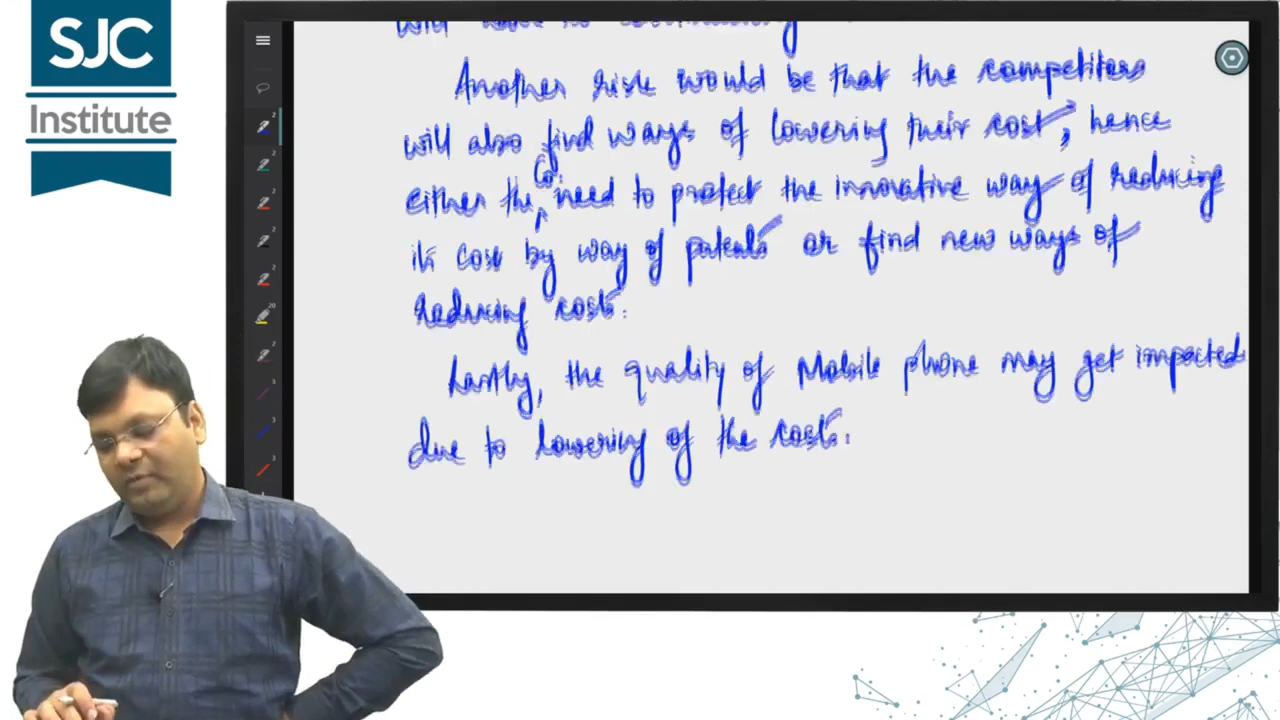 SJC
Institute
Another risk would be that the competitors
will also find ways of lowering their cost, hence
Co.
either the need to protect the innovative way of reducing
its cost by way of patents or find new ways of
reducing cost.
Lastly, the quality of Mobile phone may get impacted
due to lowering of the cost.